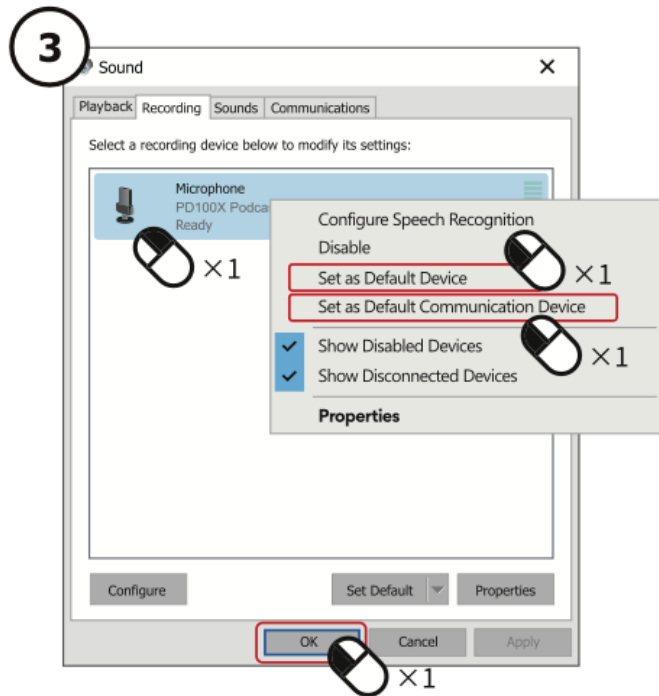 3
Sound
Playback Recording Sounds Communications
Select a recording device below to modify its settings:
Microphone
PD100X
Ready
×1
Configure Speech Recognition
Disable
Set as Default Device
×1
Set as Default Communication Device
Show Disabled Devices
×1
Show Disconnected Devices
Properties
Configure Set Default Properties
OK Cancel Apply
×1